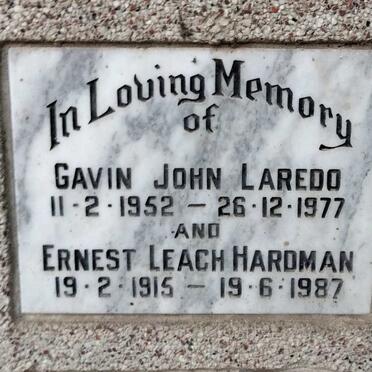 In Loving Memory
of
GAVIN JOHN LAREDO
11-2-1952 - 26-12-1977
AND
ERNEST LEACH HARDMAN
19-2-1915 - 19-6-1987